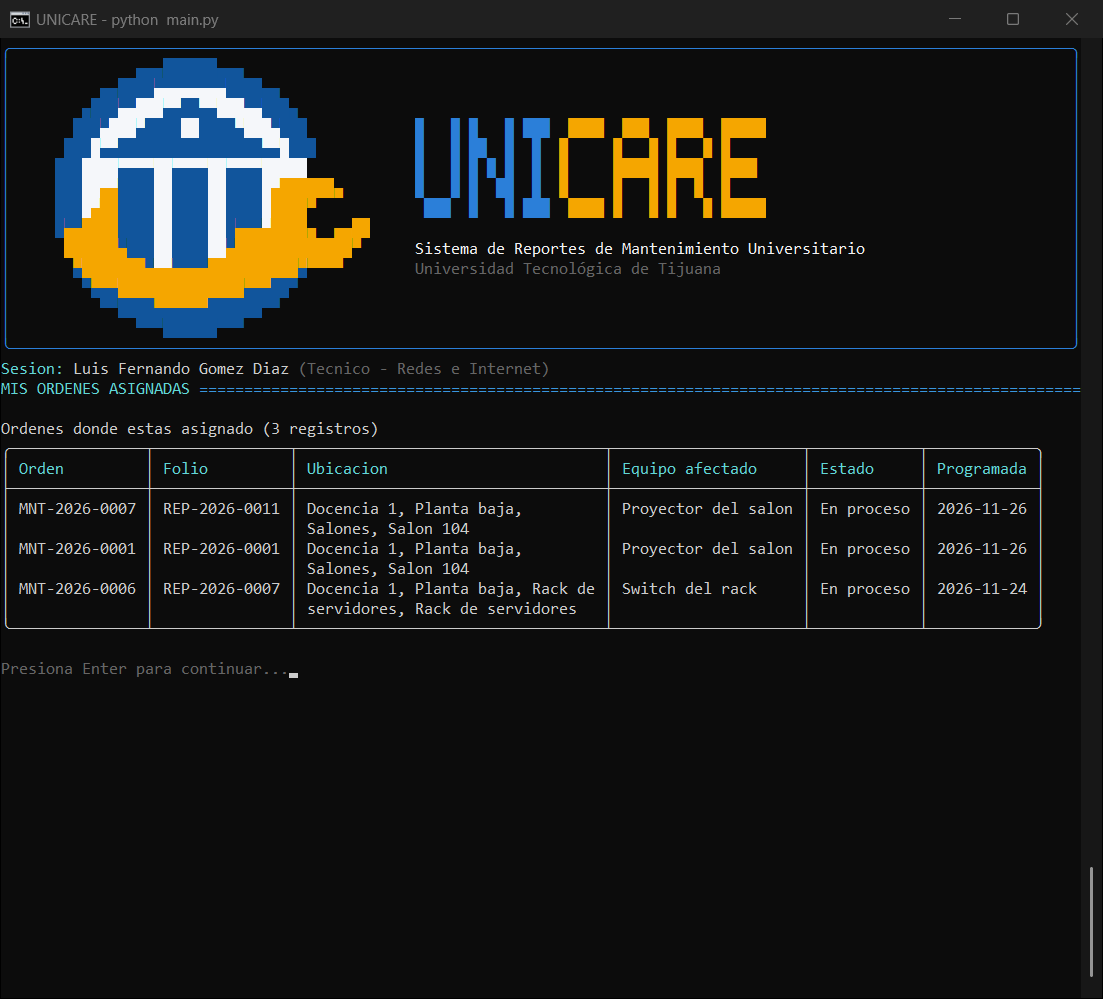 UNICARE - python  main.py
UNICARE
Sistema de Reportes de Mantenimiento Universitario
Universidad Tecnológica de Tijuana
Sesion: Luis Fernando Gomez Diaz (Tecnico - Redes e Internet)
MIS ORDENES ASIGNADAS ==================================================================================================
Ordenes donde estas asignado (3 registros)
Orden Folio Ubicacion Equipo afectado Estado Programada
MNT-2026-0007 REP-2026-0011 Docencia 1, Planta baja, Proyector del salon En proceso 2026-11-26
Salones, Salon 104
MNT-2026-0001 REP-2026-0001 Docencia 1, Planta baja, Proyector del salon En proceso 2026-11-26
Salones, Salon 104
MNT-2026-0006 REP-2026-0007 Docencia 1, Planta baja, Rack de Switch del rack En proceso 2026-11-24
servidores, Rack de servidores
Presiona Enter para continuar...